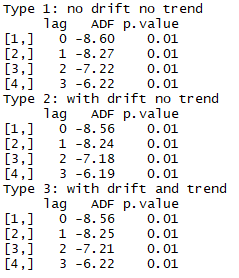 Type 1: no drift no trend
lag ADF p.value
[1,] 0 -8.60 0.01
[2,] 1 -8.27 0.01
[3,] 2 -7.22 0.01
[4,] 3 -6.22 0.01
Type 2: with drift no trend
lag ADF p.value
[1,] 0 -8.56 0.01
[2,] 1 -8.24 0.01
[3,] 2 -7.18 0.01
[4,] 3 -6.19 0.01
Type 3: with drift and trend
lag ADF p.value
[1,] 0 -8.56 0.01
[2,] 1 -8.25 0.01
[3,] 2 -7.21 0.01
[4,] 3 -6.22 0.01